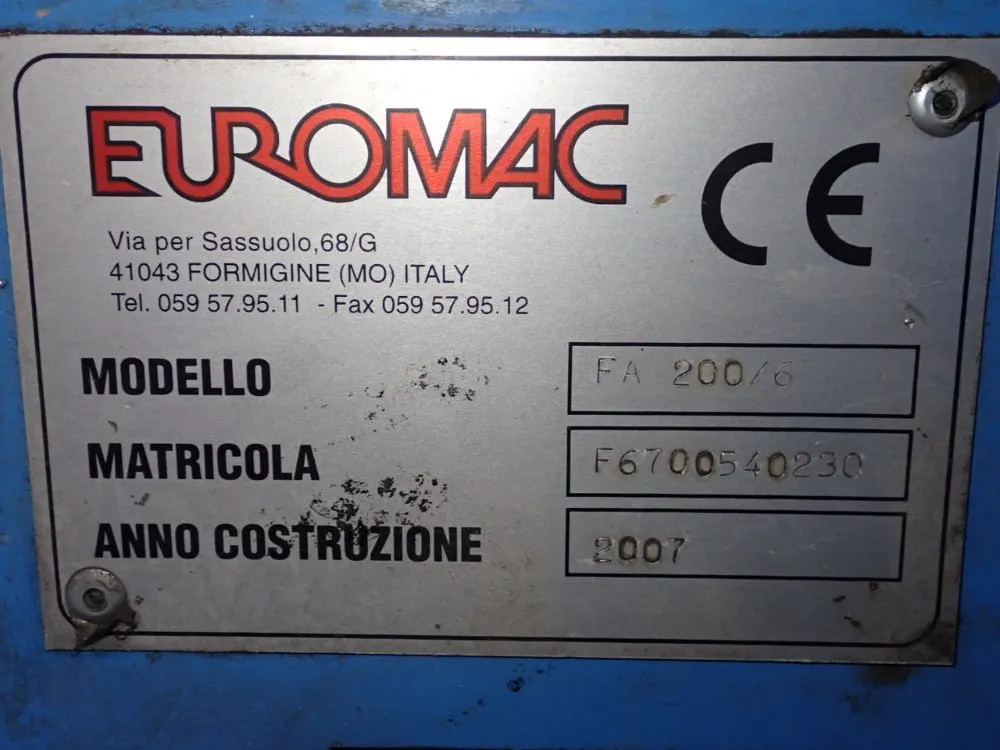 EUROMAC
CE
Via per Sassuolo,68/G
41043 FORMIGINE (MO) ITALY
Tel. 059 57.95.11 - Fax 059 57.95.12
MODELLO FA 200/6
MATRICOLA F6700540230
ANNO COSTRUZIONE 2007